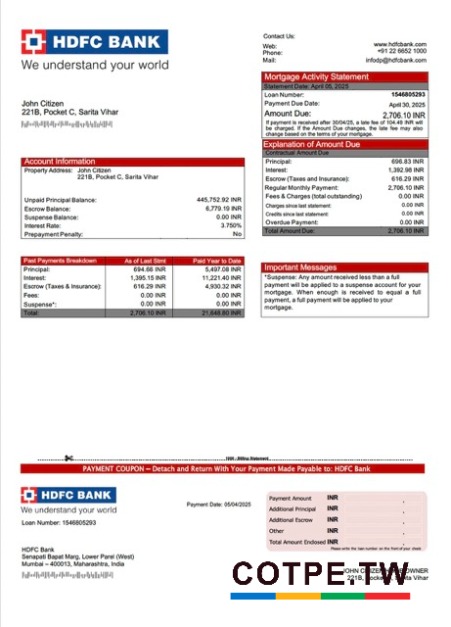 HDFC BANK
We understand your world
Contact Us:
Web: www.hdfcbank.com
Phone: +91 22 6652 1000
Mail: infodp@hdfcbank.com
John Citizen
221B, Pocket C, Sarita Vihar
Mortgage Activity Statement
Statement Date: April 05, 2025
Loan Number: 1546805293
Payment Due Date: April 30, 2025
Amount Due: 2,706.10 INR
If payment is received after 30/04/25, a late fee of 104.49 INR will
be charged. If the Amount Due changes, the late fee may also
change based on the terms of your mortgage.
Explanation of Amount Due
Contractual Amount Due
Principal: 696.83 INR
Interest: 1,392.98 INR
Escrow (Taxes and Insurance): 616.29 INR
Regular Monthly Payment: 2,706.10 INR
Fees & Charges (total outstanding) 0.00 INR
Charges since last statement: 0.00 INR
Credits since last statement: 0.00 INR
Overdue Payment: 0.00 INR
Total Amount Due: 2,706.10 INR
Account Information
Property Address: John Citizen
221B, Pocket C, Sarita Vihar
Unpaid Principal Balance: 445,752.92 INR
Escrow Balance: 6,779.19 INR
Suspense Balance: 0.00 INR
Interest Rate: 3.750%
Prepayment Penalty: No
Past Payments Breakdown As of Last Stmt Paid Year to Date
Principal: 694.66 INR 5,497.08 INR
Interest: 1,395.15 INR 11,221.40 INR
Escrow (Taxes & Insurance): 616.29 INR 4,930.32 INR
Fees: 0.00 INR 0.00 INR
Suspense*: 0.00 INR 0.00 INR
Total: 2,706.10 INR 21,648.80 INR
Important Messages
*Suspense: Any amount received less than a full
payment will be applied to a suspense account for your
mortgage. When enough is received to equal a full
payment, a full payment will be applied to your
mortgage.
PAYMENT COUPON – Detach and Return With Your Payment Made Payable to: HDFC Bank
HDFC BANK
We understand your world
Loan Number: 1546805293
Payment Date: 05/04/2025
Payment Amount INR
Additional Principal INR
Additional Escrow INR
Other INR
Total Amount Enclosed INR
Please write the loan number on the front of your check.
HDFC Bank
Senapati Bapat Marg, Lower Parel (West)
Mumbai – 400013, Maharashtra, India
JOHN CITIZEN
221B,
Vihar
COTPE.TW